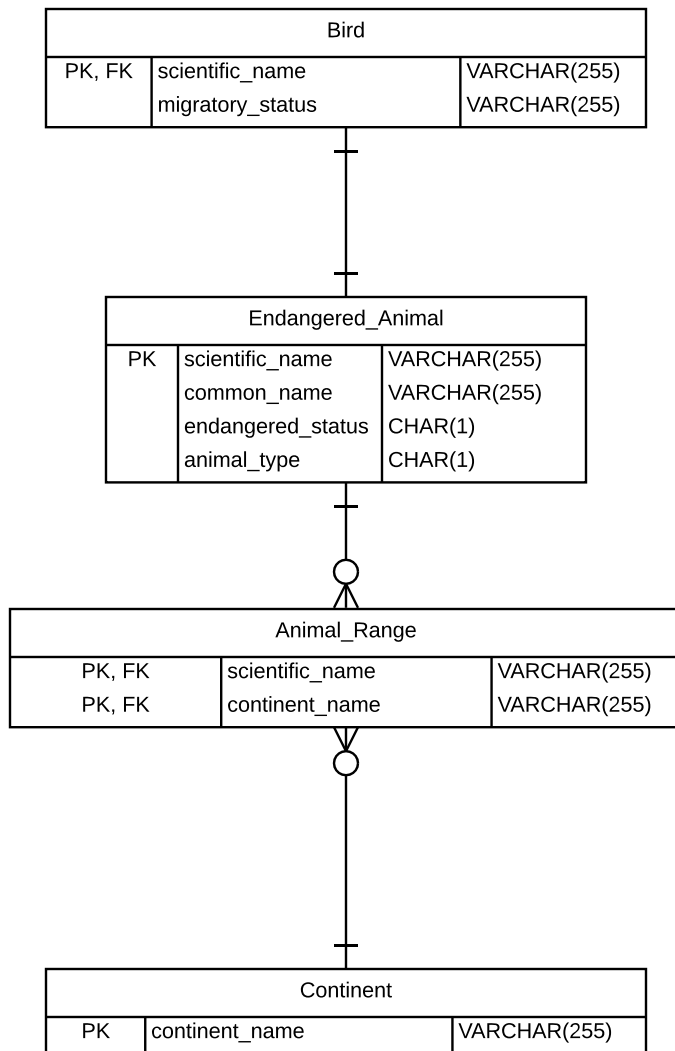 Bird
PK, FK scientific_name VARCHAR(255)
migratory_status VARCHAR(255)
Endangered_Animal
PK scientific_name VARCHAR(255)
common_name VARCHAR(255)
endangered_status CHAR(1)
animal_type CHAR(1)
Animal_Range
PK, FK scientific_name VARCHAR(255)
PK, FK continent_name VARCHAR(255)
Continent
PK continent_name VARCHAR(255)